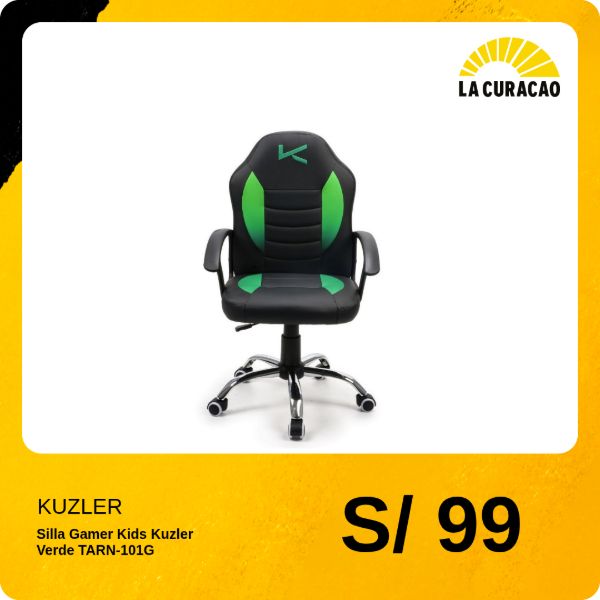 LA CURACAO
K
KUZLER
Silla Gamer Kids Kuzler
Verde TARN-101G
S/ 99